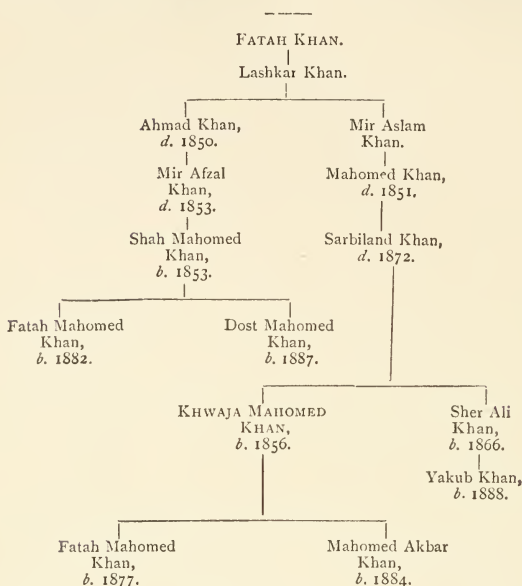 FATAH KHAN.
Lashkar Khan.
Ahmad Khan,
d. 1850.
Mir Aslam
Khan.
Mir Afzal
Khan,
d. 1853.
Mahomed Khan,
d. 1851.
Shah Mahomed
Khan,
b. 1853.
Sarbiland Khan,
d. 1872.
Fatah Mahomed
Khan,
b. 1882.
Dost Mahomed
Khan,
b. 1887.
KHWAJA MAHOMED
KHAN,
b. 1856.
Sher Ali
Khan,
b. 1866.
Yakub Khan,
b. 1888.
Fatah Mahomed
Khan,
b. 1877.
Mahomed Akbar
Khan,
b. 1884.